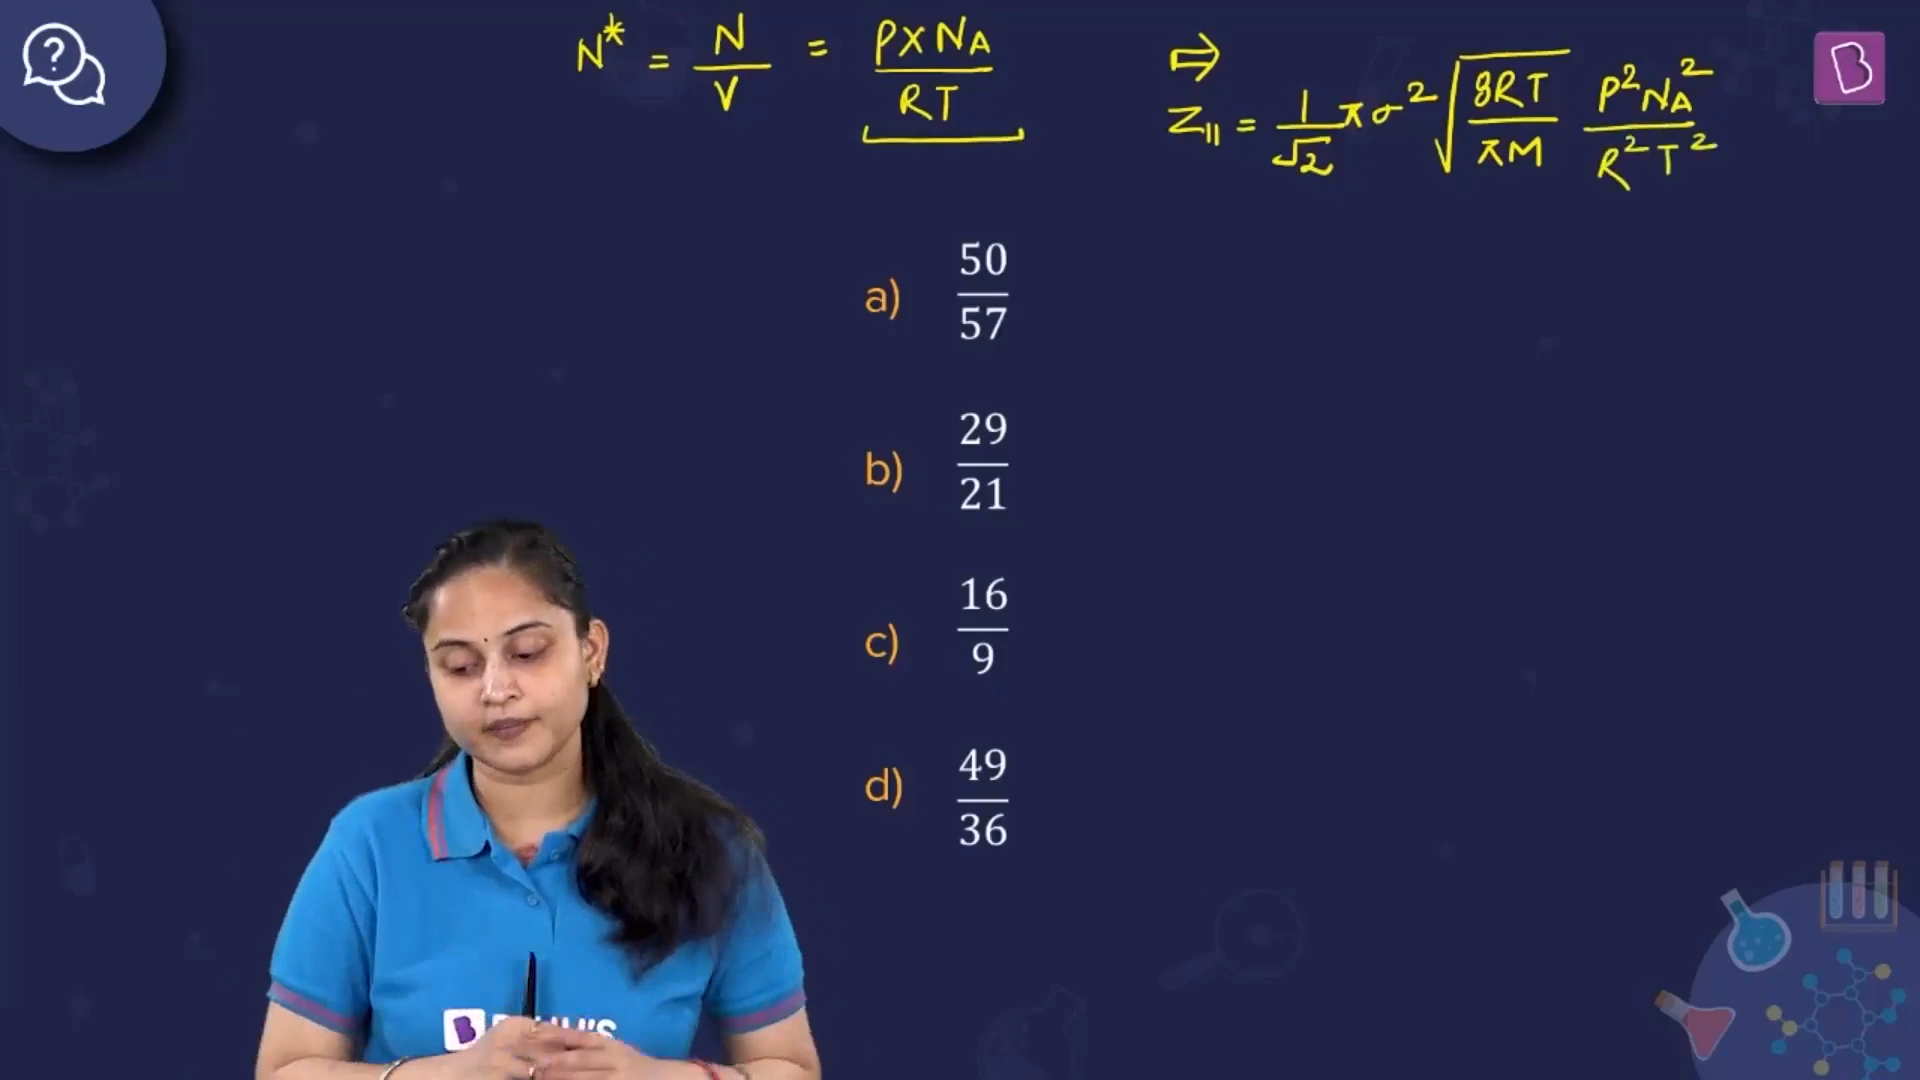 N* = N/V = P×N_A/RT
⇒
Z₁₁ = 1/√2 πσ² √(8RT/πM) P²N_A²/R²T²
a) 50/57
b) 29/21
c) 16/9
d) 49/36